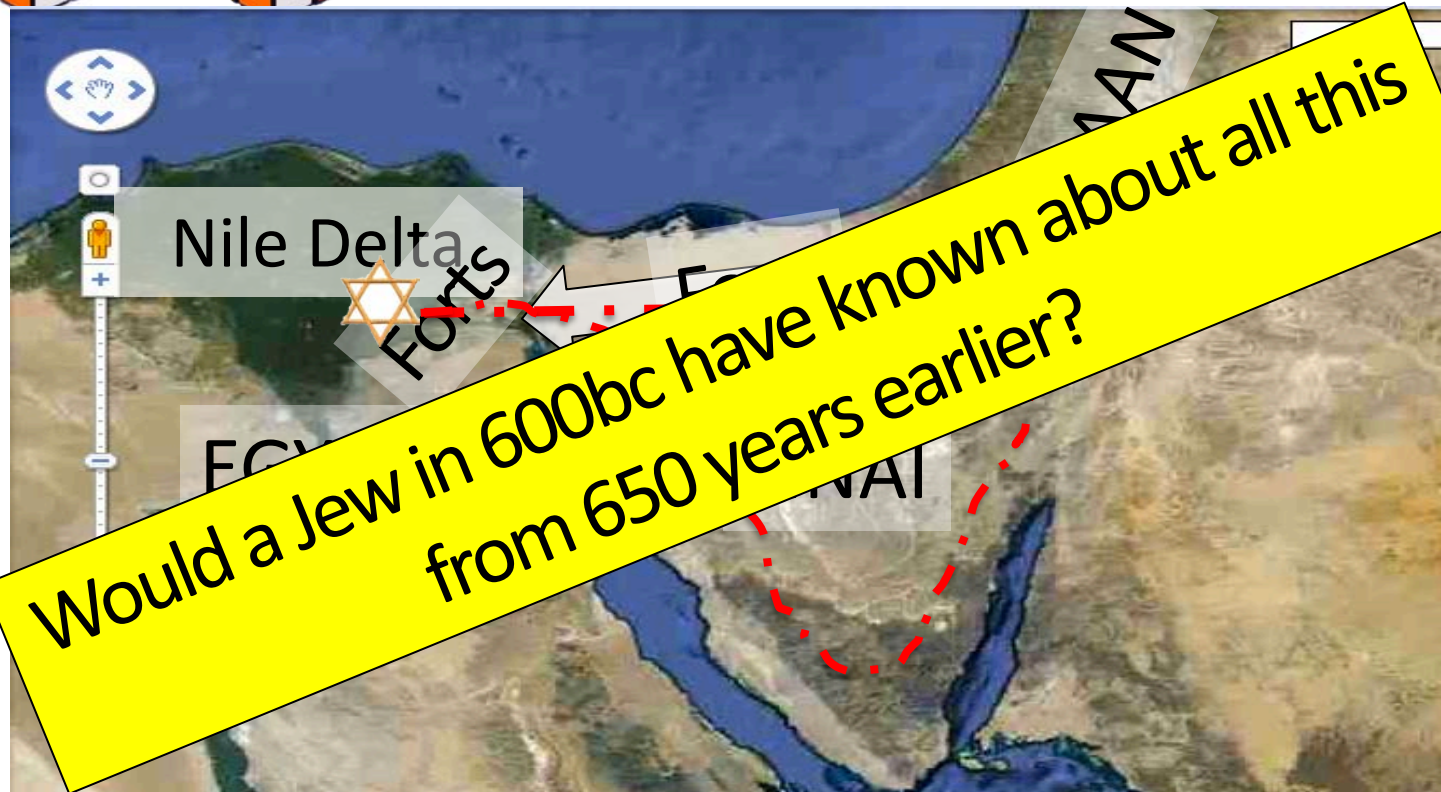 Nile Delta
Forts
Would a Jew in 600bc have known about all this
from 650 years earlier?